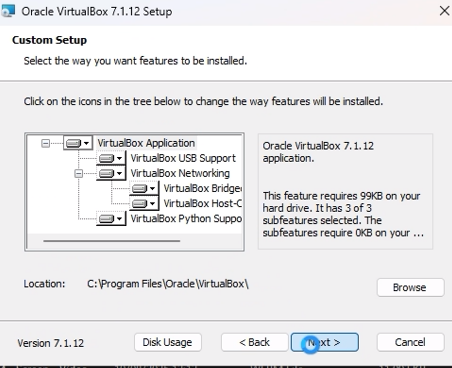 Oracle VirtualBox 7.1.12 Setup
Custom Setup
Select the way you want features to be installed.
Click on the icons in the tree below to change the way features will be installed.
VirtualBox Application
VirtualBox USB Support
VirtualBox Networking
VirtualBox Bridge
VirtualBox Host-C
VirtualBox Python Suppo
Oracle VirtualBox 7.1.12
application.
This feature requires 99KB on your
hard drive. It has 3 of 3
subfeatures selected. The
subfeatures require 0KB on your ...
Location: C:\Program Files\Oracle\VirtualBox\
Browse
Version 7.1.12 Disk Usage < Back Next > Cancel